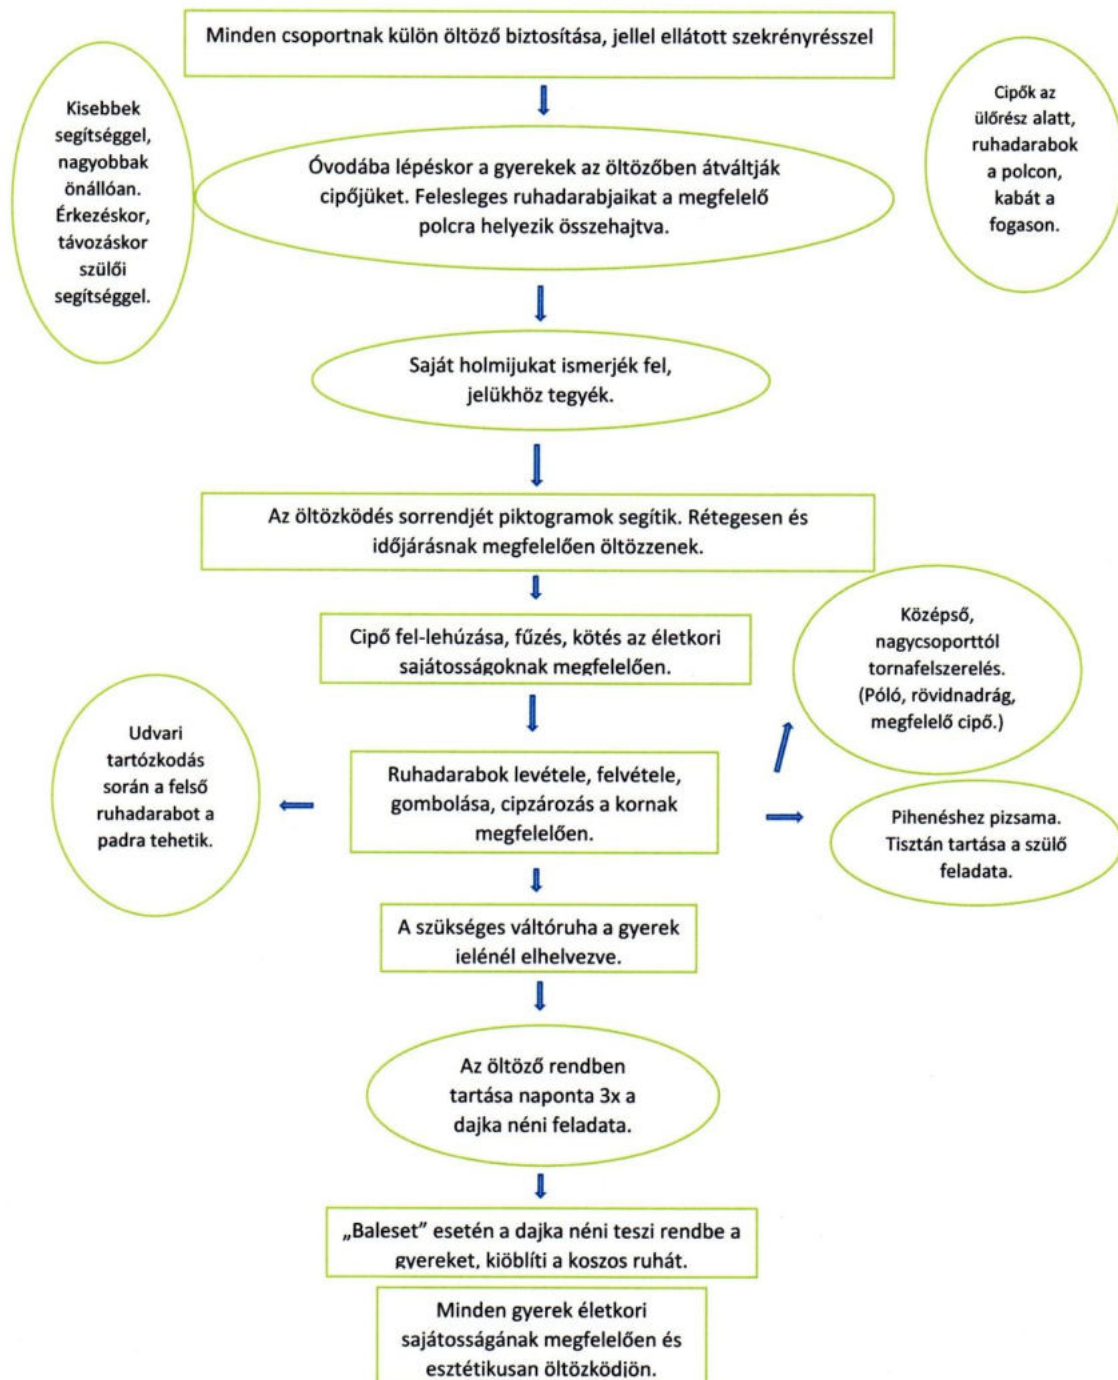 Minden csoportnak külön öltöző biztosítása, jellel ellátott szekrényrésszel
Kisebbek
segítséggel,
nagyobbak
önállóan.
Érkezéskor,
távozáskor
szülői
segítséggel.
Óvodába lépéskor a gyerekek az öltözőben átváltják
cipőjüket. Felesleges ruhadarabjaikat a megfelelő
polcra helyezik összehajtva.
Cipők az
ülőrész alatt,
ruhadarabok
a polcon,
kabát a
fogason.
Saját holmijukat ismerjék fel,
jelükhöz tegyék.
Az öltözködés sorrendjét piktogramok segítik. Rétegesen és
időjárásnak megfelelően öltözzenek.
Cipő fel-lehúzása, fűzés, kötés az életkori
sajátosságoknak megfelelően.
Középső,
nagycsoporttól
tornafelszerelés.
(Póló, rövidnadrág,
megfelelő cipő.)
Udvari
tartózkodás
során a felső
ruhadarabot a
padra tehetik.
Ruhadarabok levétele, felvétele,
gombolása, cipzározás a kornak
megfelelően.
Pihenéshez pizsama.
Tisztán tartása a szülő
feladata.
A szükséges váltóruha a gyerek
jelénél elhelyezve.
Az öltöző rendben
tartása naponta 3x a
dajka néni feladata.
„Baleset” esetén a dajka néni teszi rendbe a
gyereket, kiöblíti a koszos ruhát.
Minden gyerek életkori
sajátosságának megfelelően és
esztétikusan öltözködjön.